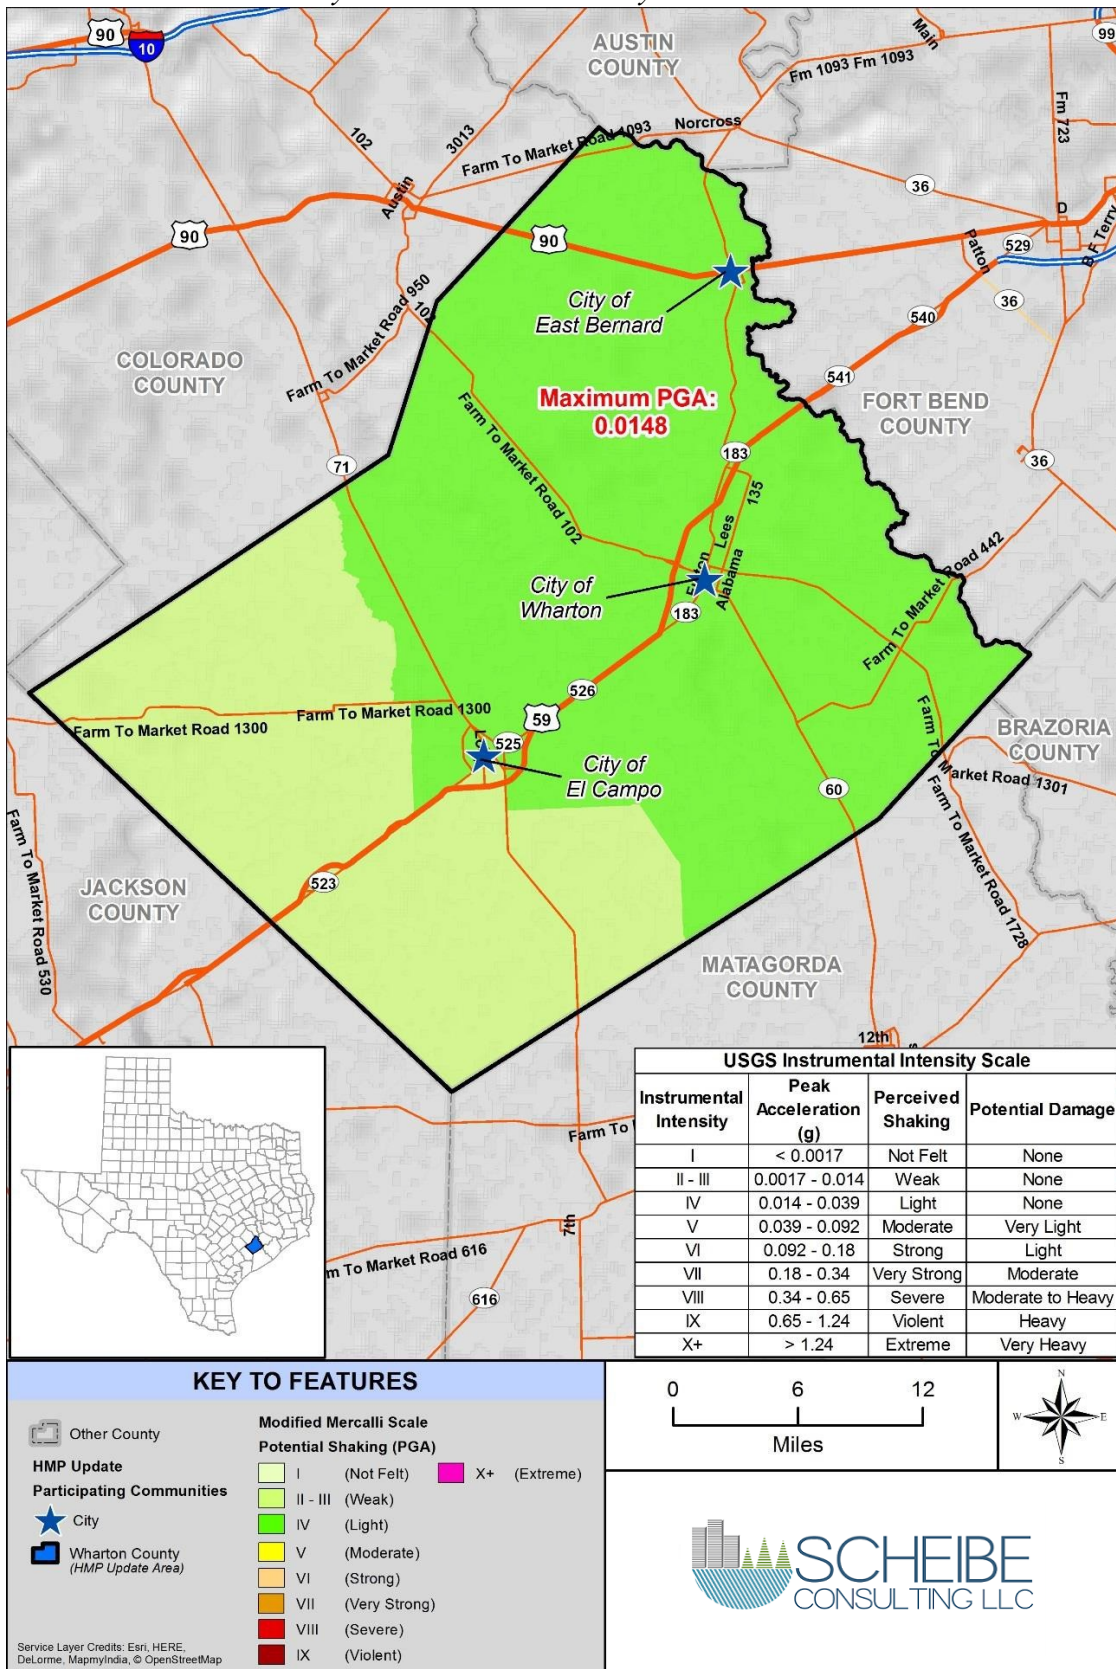 90
10
AUSTIN
COUNTY
Main
99
Fm 1093 Fm 1093
Fm 723
102
3013
Farm To Market Road 1093
Norcross
36
Austin
90
90
D
529
Patton
B F Terry
36
City of
East Bernard
540
Farm To Market Road 950
102
COLORADO
COUNTY
541
Maximum PGA:
0.0148
FORT BEND
COUNTY
Farm To Market Road 102
183
36
71
135
Lees
Alabama
Farm To Market Road 442
City of
Wharton
183
526
Farm To Market Road 1300
Farm To Market Road 1300
59
525
BRAZORIA
COUNTY
City of
El Campo
Farm To Market Road 1301
60
Farm To Market Road 530
523
JACKSON
COUNTY
Farm To Market Road 1728
MATAGORDA
COUNTY
12th
Farm To
7th
m To Market Road 616
616
USGS Instrumental Intensity Scale
Instrumental Intensity Peak Acceleration (g) Perceived Shaking Potential Damage
I < 0.0017 Not Felt None
II - III 0.0017 - 0.014 Weak None
IV 0.014 - 0.039 Light None
V 0.039 - 0.092 Moderate Very Light
VI 0.092 - 0.18 Strong Light
VII 0.18 - 0.34 Very Strong Moderate
VIII 0.34 - 0.65 Severe Moderate to Heavy
IX 0.65 - 1.24 Violent Heavy
X+ > 1.24 Extreme Very Heavy
KEY TO FEATURES
Other County
HMP Update
Participating Communities
City
Wharton County
(HMP Update Area)
Service Layer Credits: Esri, HERE,
DeLorme, MapmyIndia, © OpenStreetMap
Modified Mercalli Scale
Potential Shaking (PGA)
I (Not Felt)
X+ (Extreme)
II - III (Weak)
IV (Light)
V (Moderate)
VI (Strong)
VII (Very Strong)
VIII (Severe)
IX (Violent)
0 6 12
Miles
N
W E
S
SCHEIBE
CONSULTING LLC